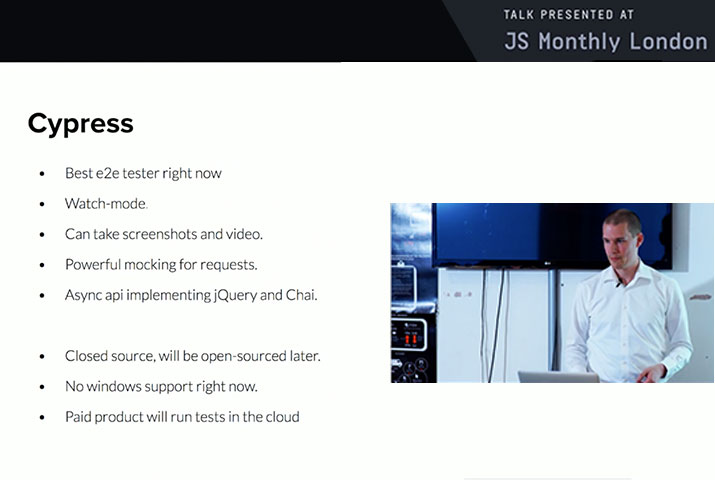 TALK PRESENTED AT
JS Monthly London
Cypress
• Best e2e tester right now
• Watch-mode.
• Can take screenshots and video.
• Powerful mocking for requests.
• Async api implementing jQuery and Chai.
• Closed source, will be open-sourced later.
• No windows support right now.
• Paid product will run tests in the cloud